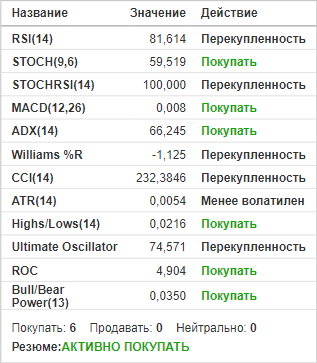 Название Значение Действие
RSI(14) 81,614 Перекупленность
STOCH(9,6) 59,519 Покупать
STOCHRSI(14) 100,000 Перекупленность
MACD(12,26) 0,008 Покупать
ADX(14) 66,245 Покупать
Williams %R -1,125 Перекупленность
CCI(14) 232,3846 Перекупленность
ATR(14) 0,0054 Менее волатилен
Highs/Lows(14) 0,0216 Покупать
Ultimate Oscillator 74,571 Перекупленность
ROC 4,904 Покупать
Bull/Bear
Power(13) 0,0350 Покупать
Покупать: 6 Продавать: 0 Нейтрально: 0
Резюме:АКТИВНО ПОКУПАТЬ